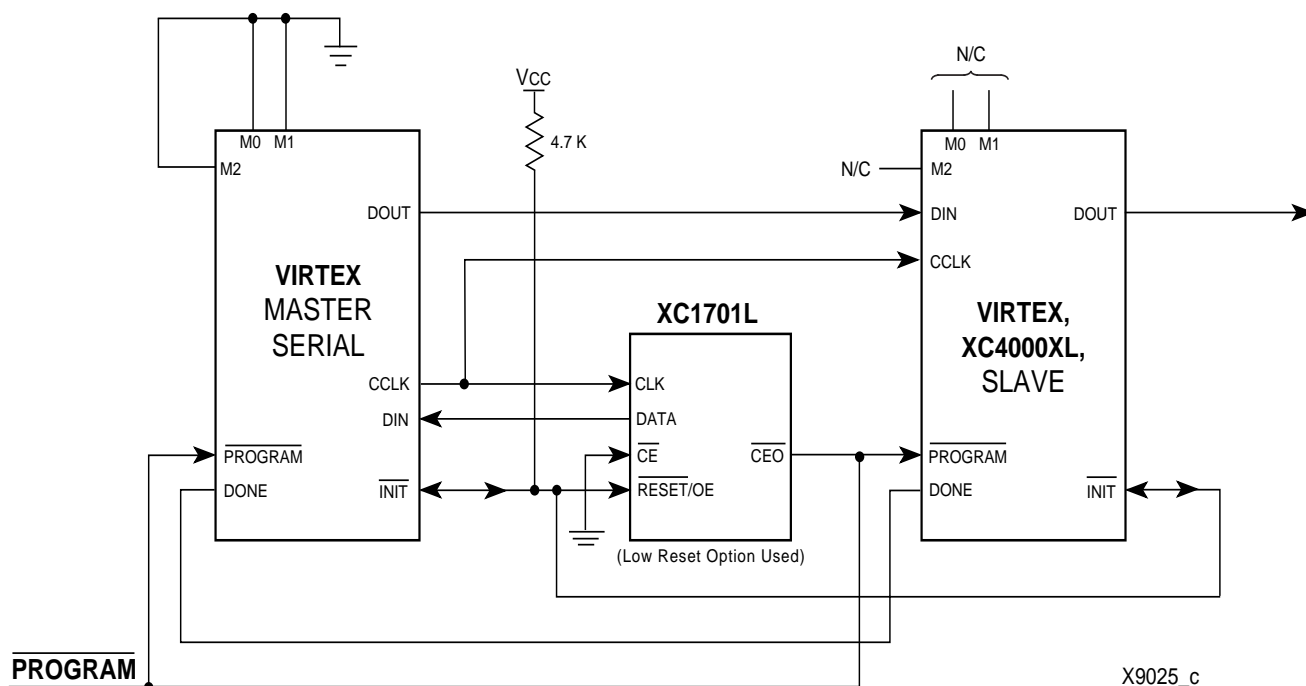 N/C
VCC
M0 M1
4.7 K
M0 M1
M2
N/C
M2
DOUT
DIN
DOUT
CCLK
VIRTEX
MASTER
SERIAL
XC1701L
VIRTEX,
XC4000XL,
SLAVE
CCLK
CLK
DIN
DATA
PROGRAM
CE
CEO
PROGRAM
DONE
INIT
RESET/OE
DONE
INIT
(Low Reset Option Used)
PROGRAM
X9025_c